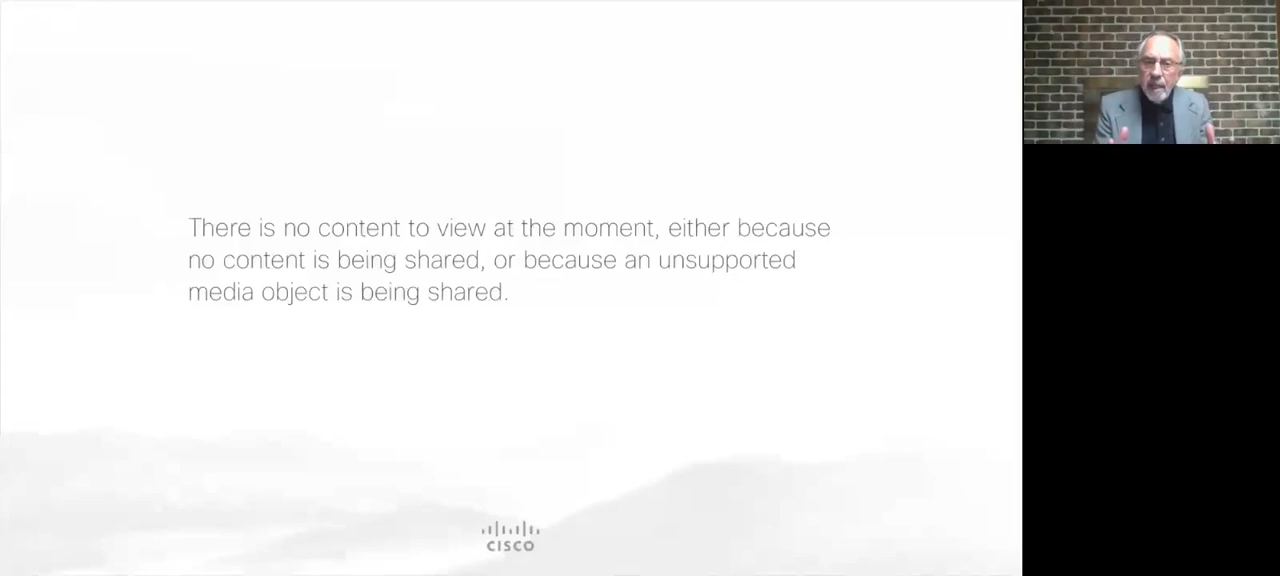 There is no content to view at the moment, either because
no content is being shared, or because an unsupported
media object is being shared.
CISCO